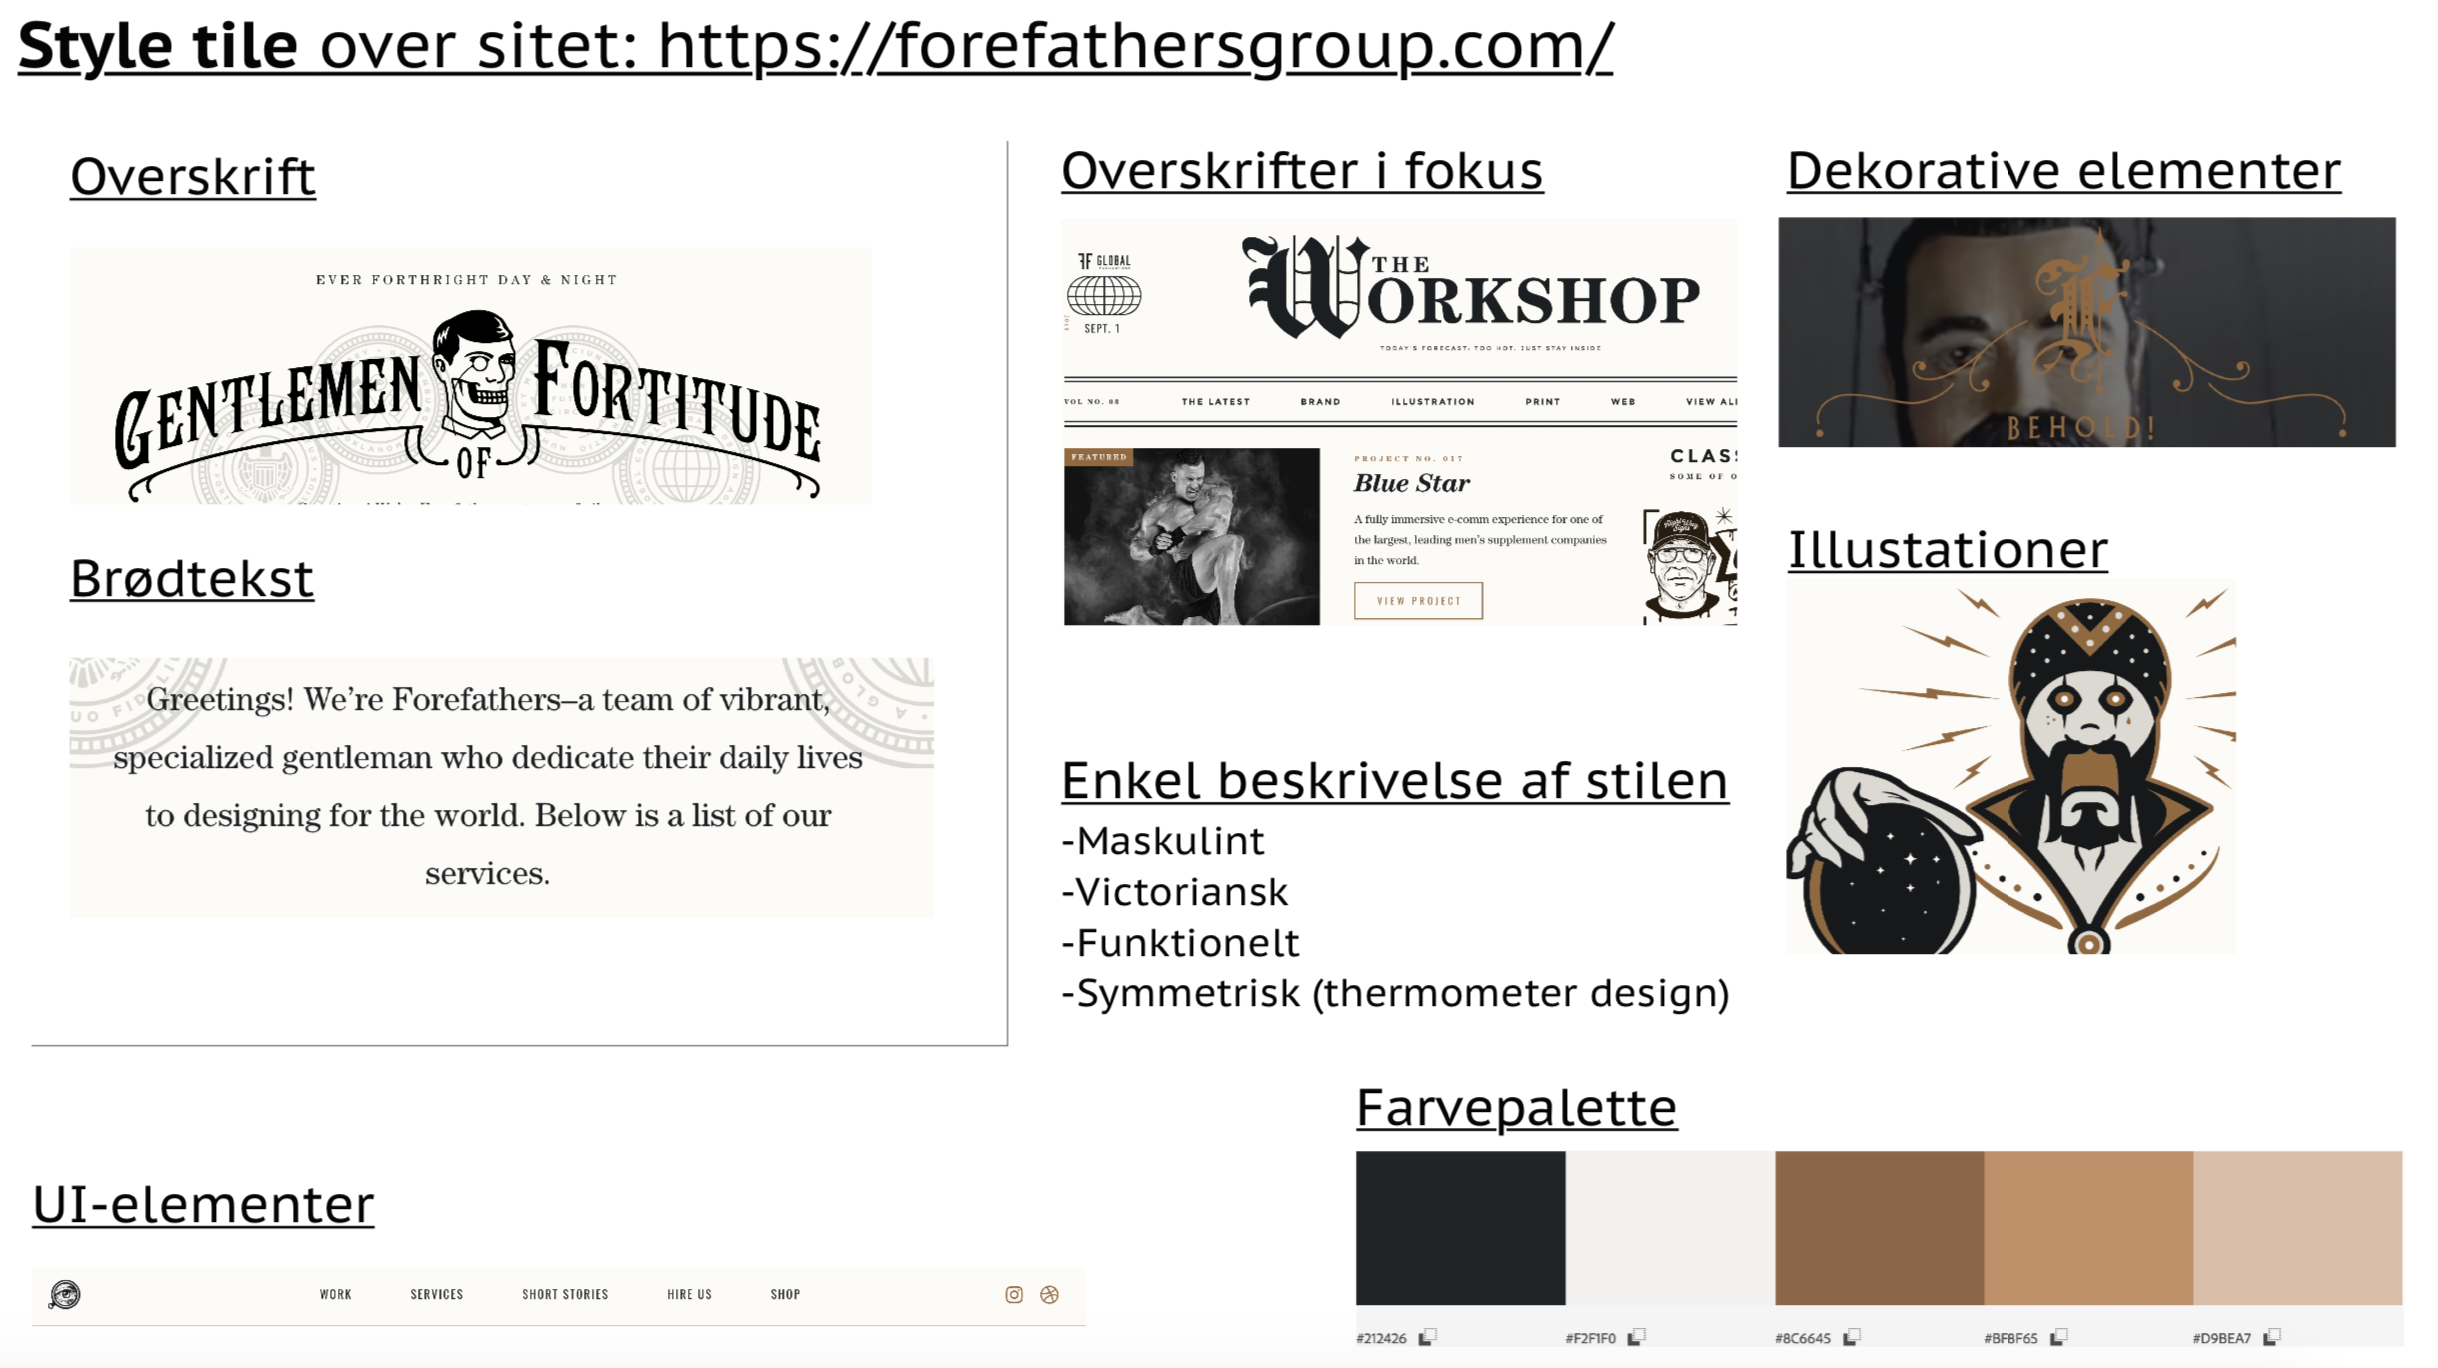 Style tile over sitet: https://forefathersgroup.com/
Overskrift
EVER FORTHRIGHT DAY & NIGHT
GENTLEMEN OF FORTITUDE
Brødtekst
Greetings! We're Forefathers–a team of vibrant,
specialized gentleman who dedicate their daily lives
to designing for the world. Below is a list of our
services.
Overskrifter i fokus
FF GLOBAL
SEPT. 1
THE
WORKSHOP
TODAY'S FORECAST: TOO HOT. JUST STAY INSIDE
VOL NO. 08 THE LATEST BRAND ILLUSTRATION PRINT WEB VIEW ALL
FEATURED
PROJECT NO. 017
Blue Star
A fully immersive e-comm experience for one of
the largest, leading men's supplement companies
in the world.
VIEW PROJECT
CLASS
SOME OF O
Dekorative elementer
BEHOLD!
Illustationer
Enkel beskrivelse af stilen
-Maskulint
-Victoriansk
-Funktionelt
-Symmetrisk (thermometer design)
UI-elementer
WORK SERVICES SHORT STORIES HIRE US SHOP
Farvepalette
#212426 #F2F1F0 #8C6645 #BF8F65 #D9BEA7